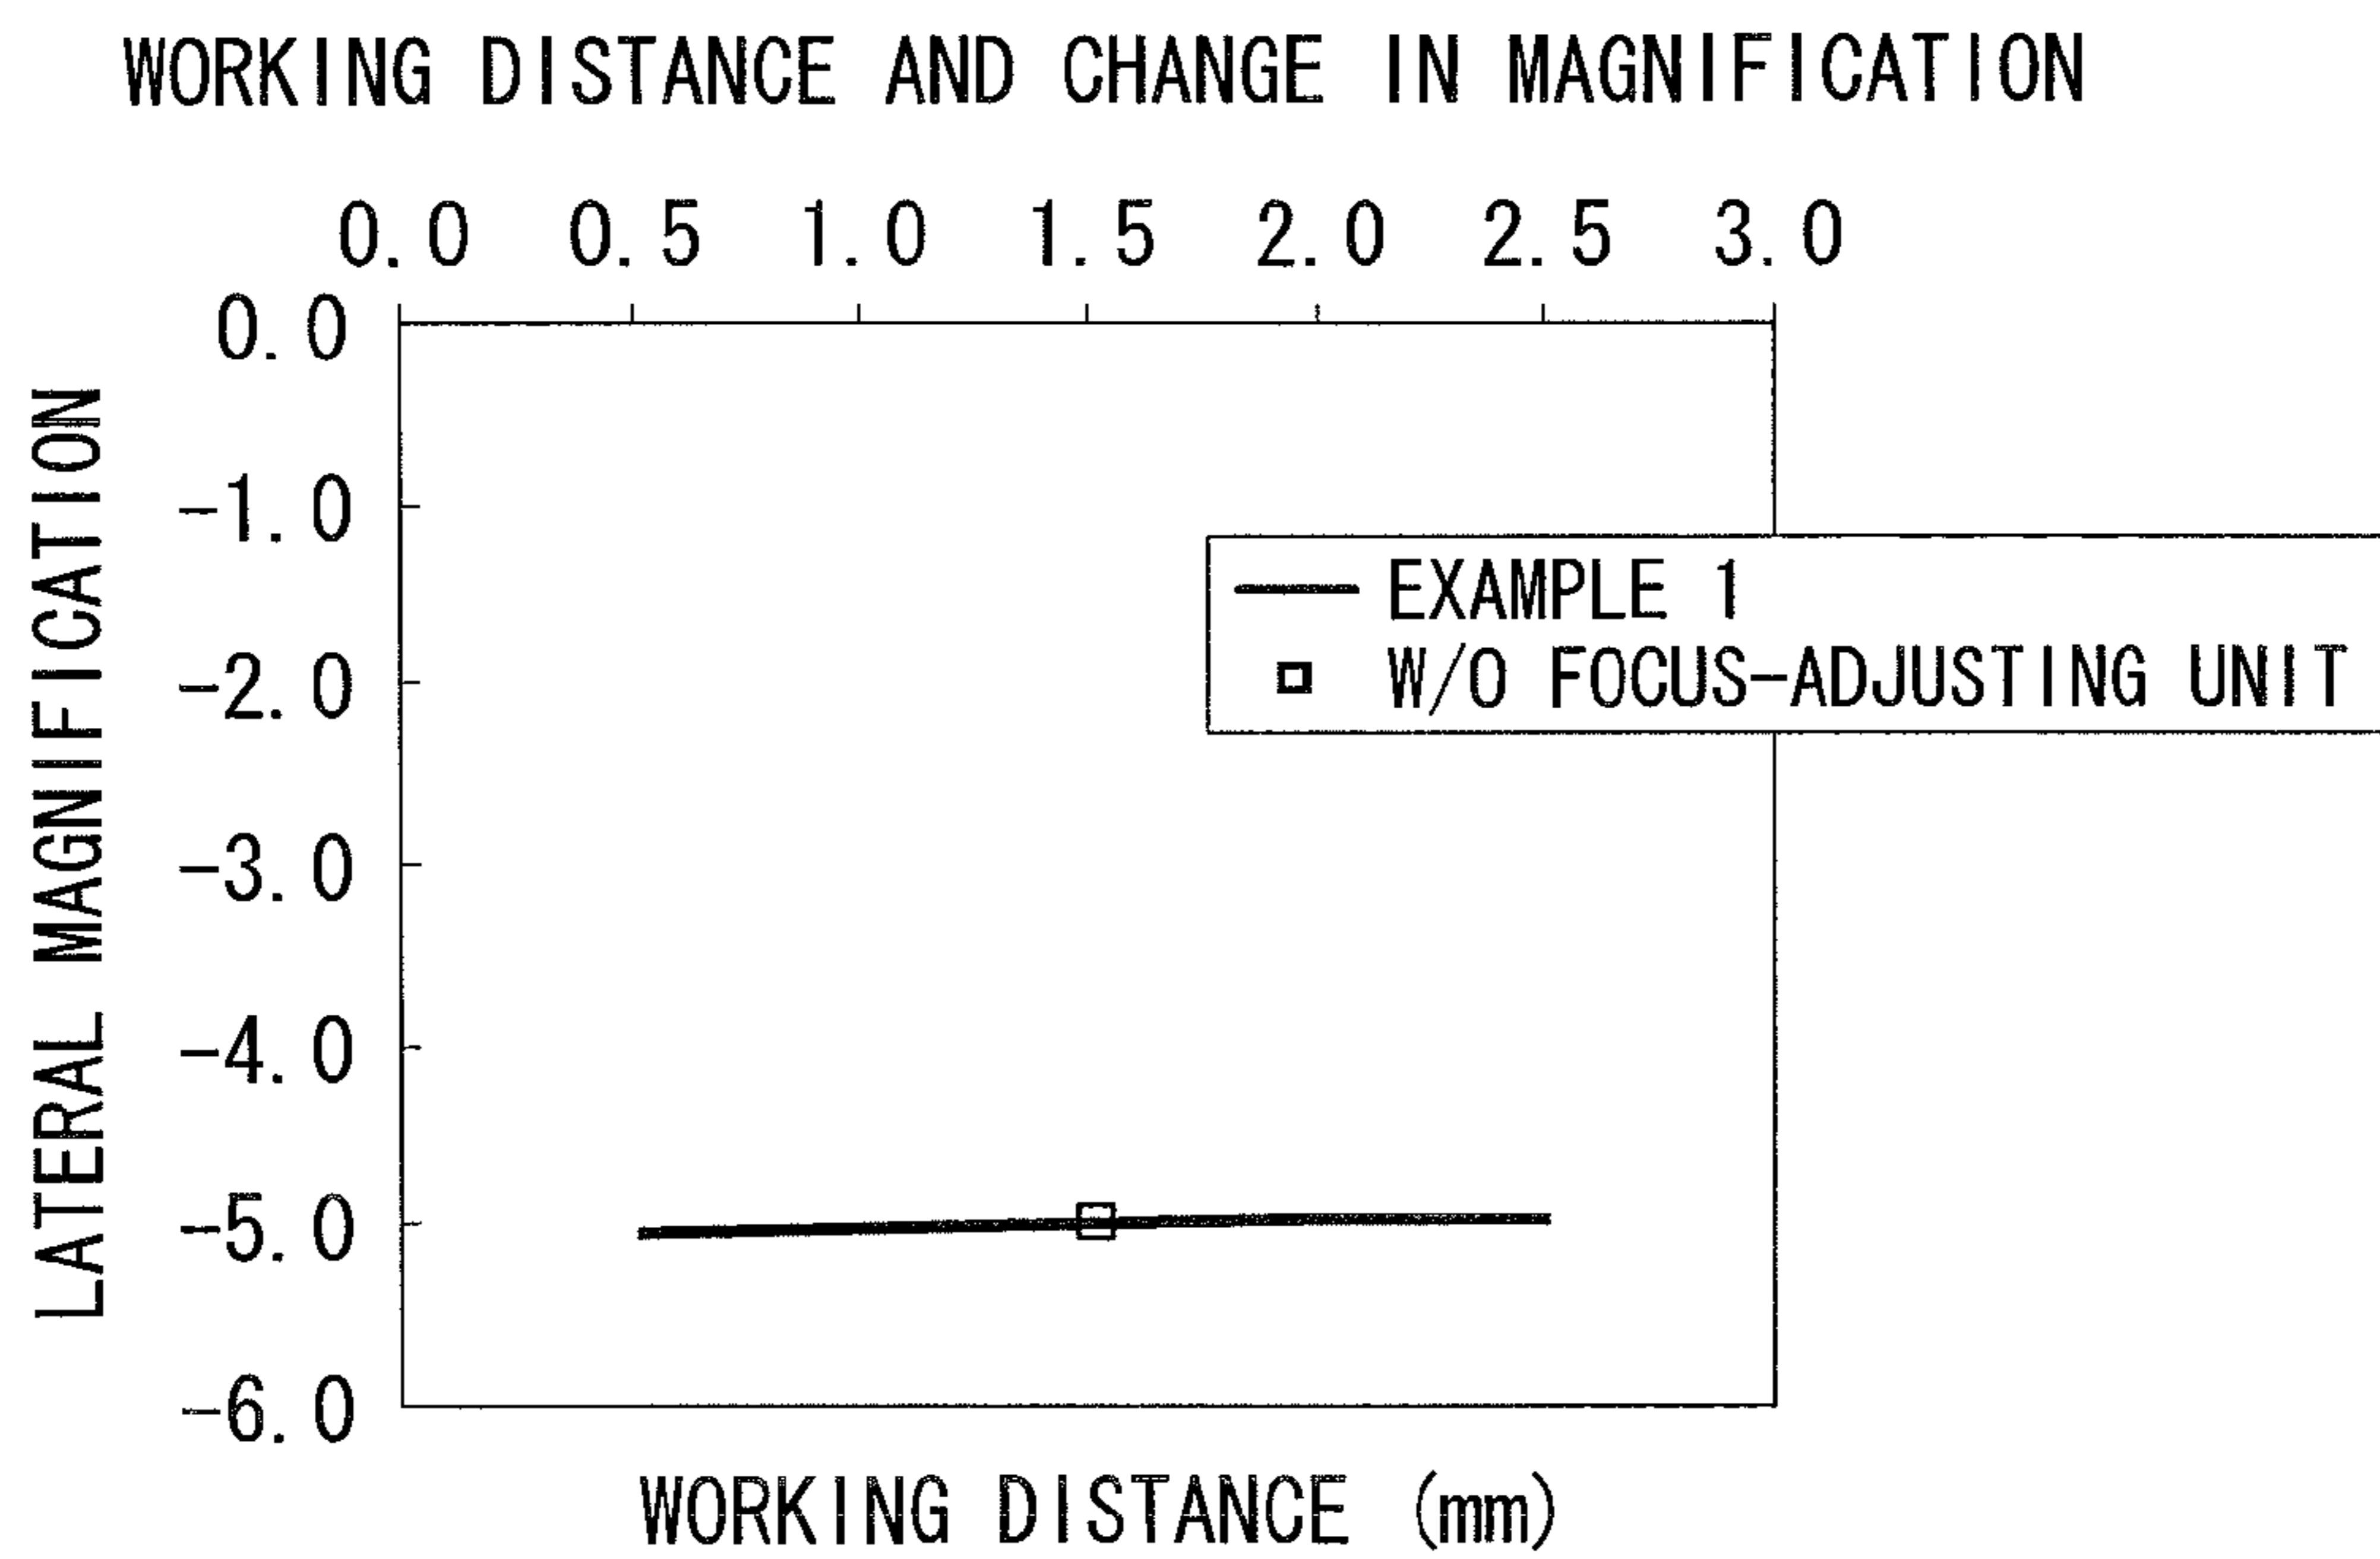 WORKING DISTANCE AND CHANGE IN MAGNIFICATION
0.0 0.5 1.0 1.5 2.0 2.5 3.0
0.0
-1.0
-2.0
-3.0
-4.0
-5.0
-6.0
LATERAL MAGNIFICATION
EXAMPLE 1
W/O FOCUS-ADJUSTING UNIT
WORKING DISTANCE (mm)